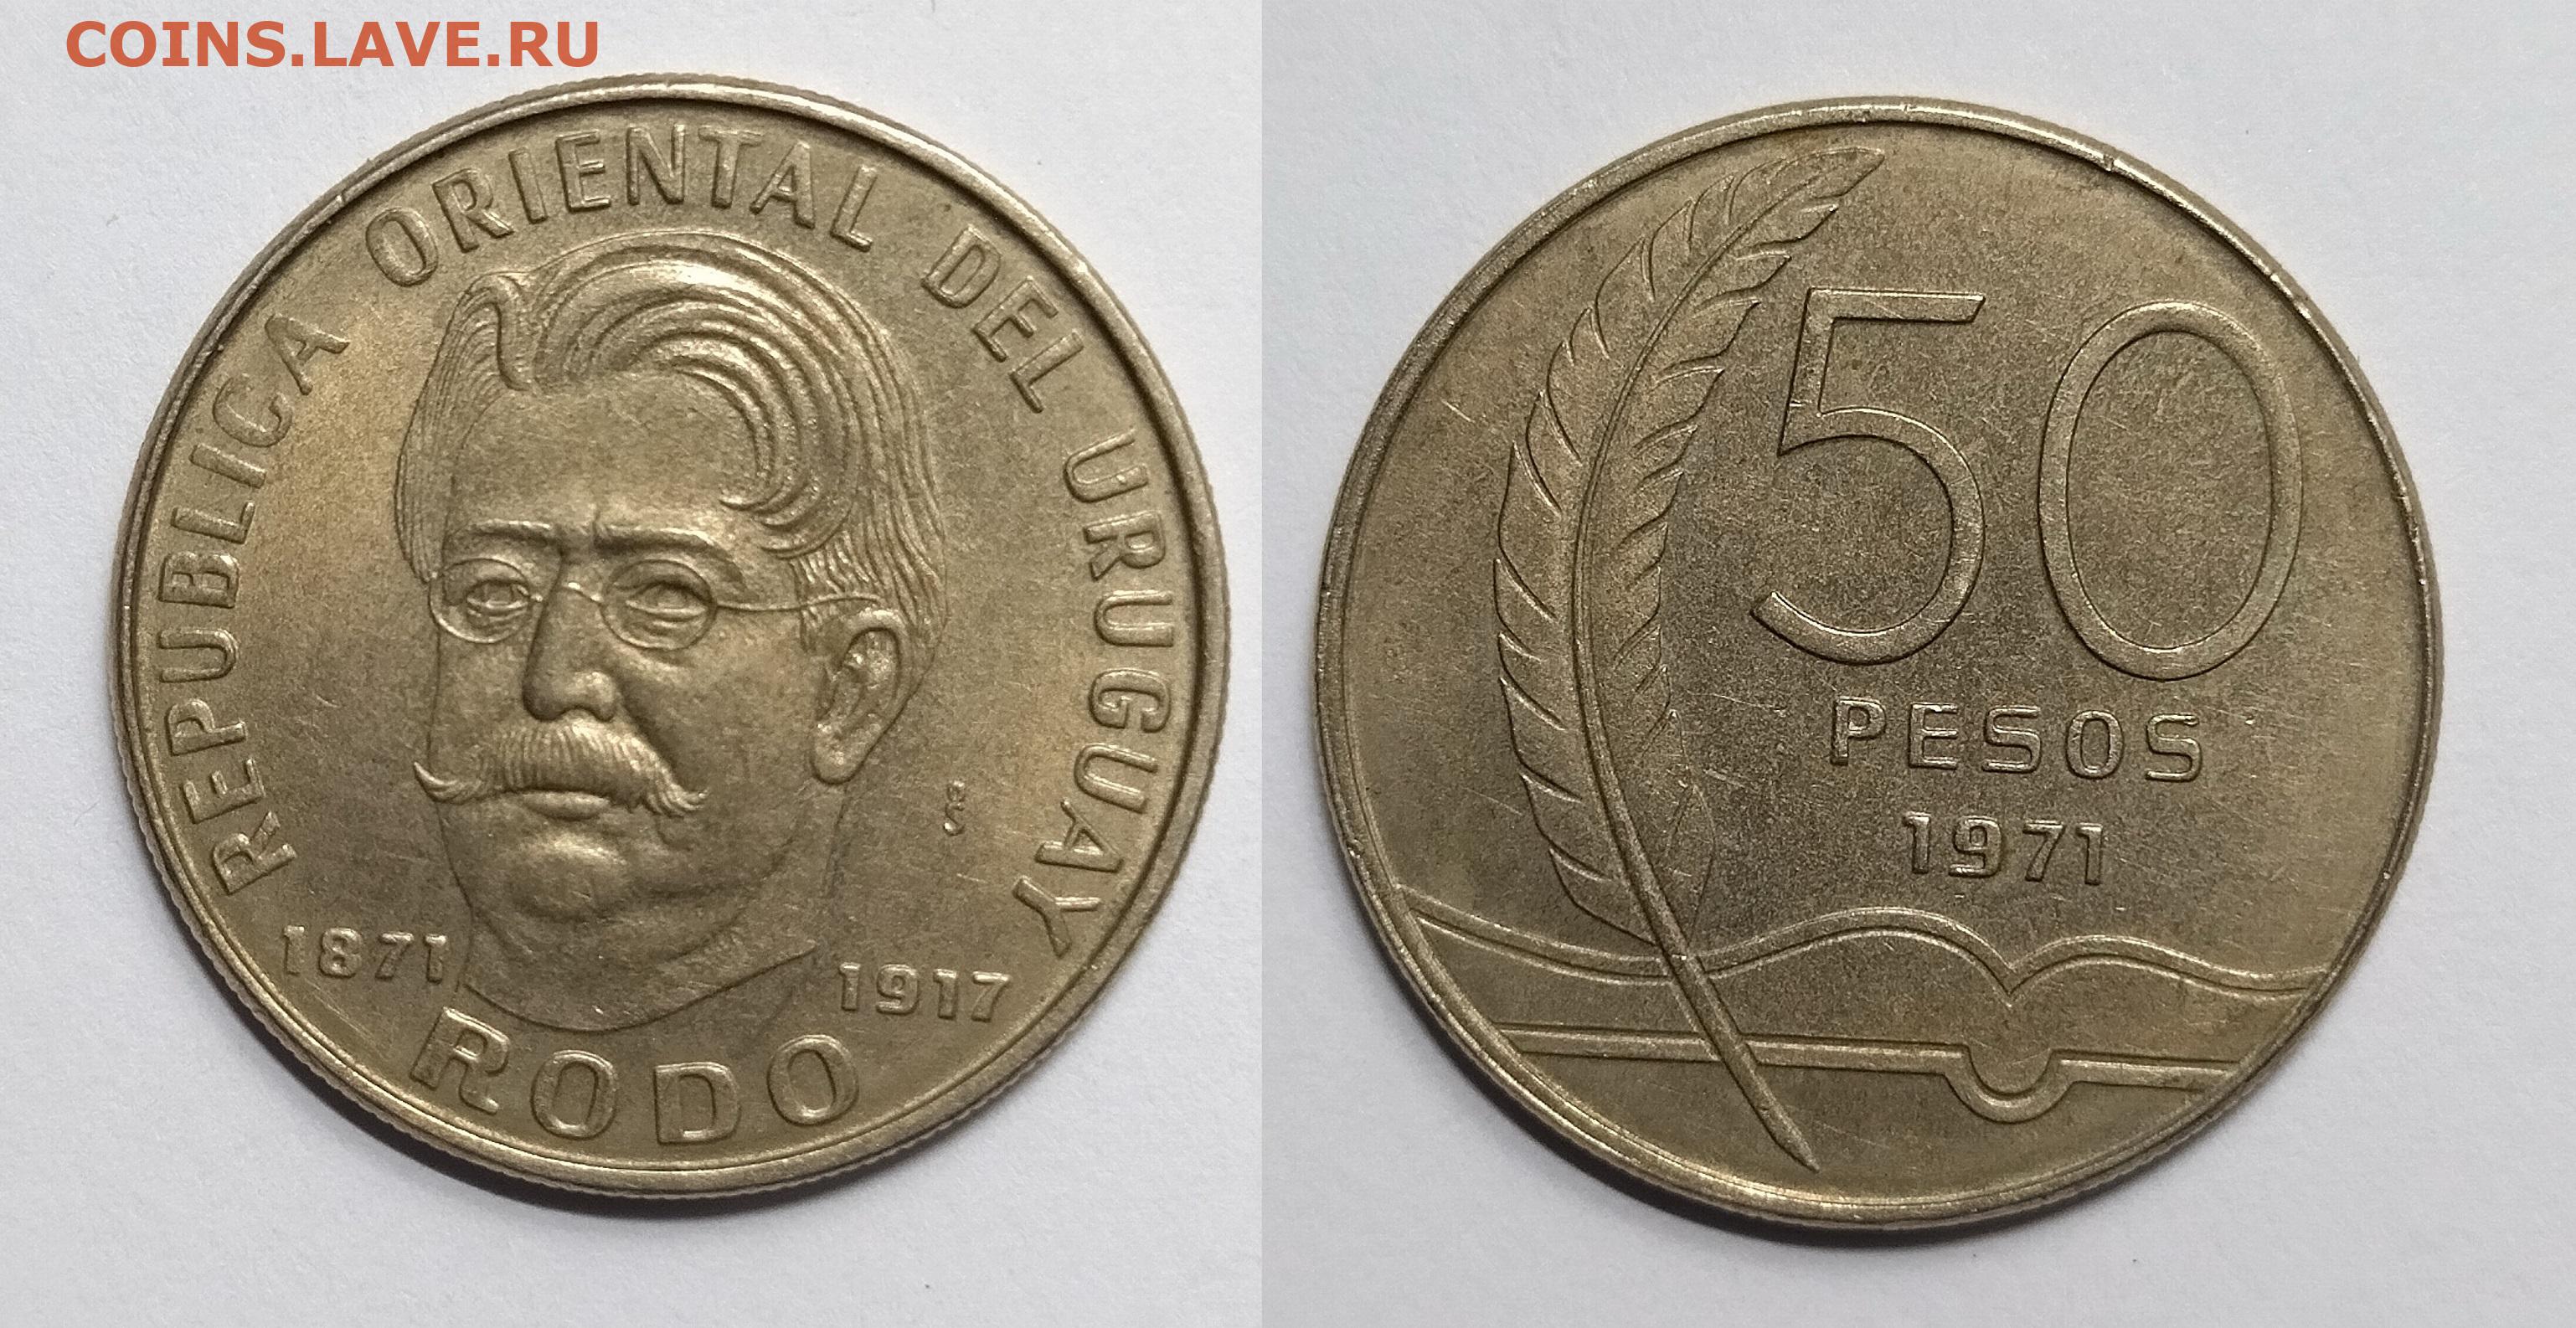 COINS.LAVE.RU
REPUBLICA ORIENTAL DEL URUGUAY
1871 1917
RODO
50
PESOS
1971